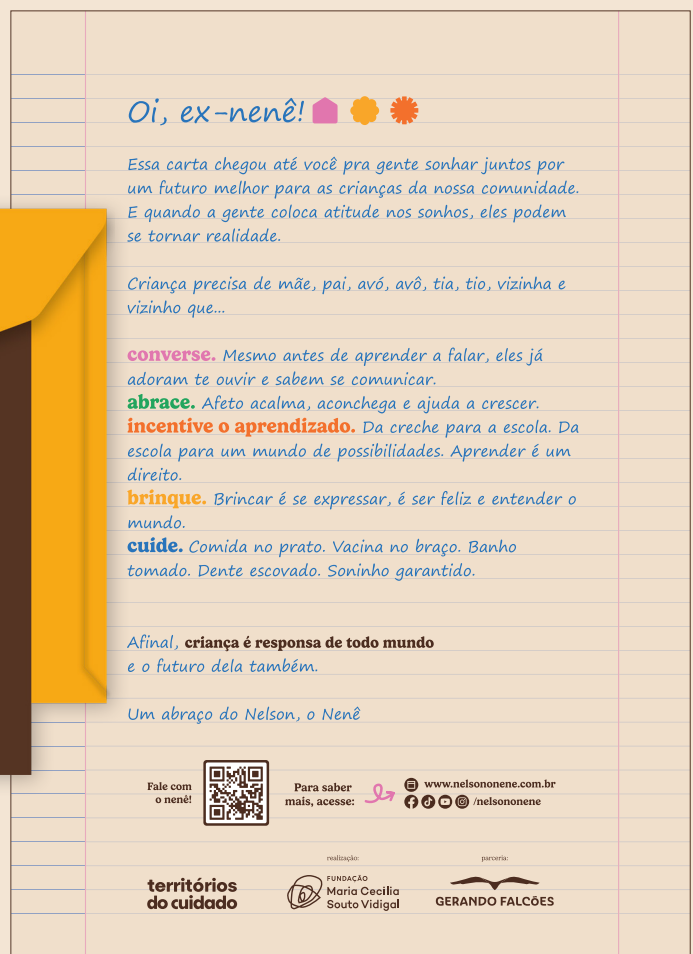 Oi, ex-nenê!
Essa carta chegou até você pra gente sonhar juntos por
um futuro melhor para as crianças da nossa comunidade.
E quando a gente coloca atitude nos sonhos, eles podem
se tornar realidade.
Criança precisa de mãe, pai, avó, avô, tia, tio, vizinha e
vizinho que...
converse. Mesmo antes de aprender a falar, eles já
adoram te ouvir e sabem se comunicar.
abrace. Afeto acalma, aconchega e ajuda a crescer.
incentive o aprendizado. Da creche para a escola. Da
escola para um mundo de possibilidades. Aprender é um
direito.
brinque. Brincar é se expressar, é ser feliz e entender o
mundo.
cuide. Comida no prato. Vacina no braço. Banho
tomado. Dente escovado. Soninho garantido.
Afinal, criança é responsa de todo mundo
e o futuro dela também.
Um abraço do Nelson, o Nenê
Fale com
o nenê!
Para saber
mais, acesse:
www.nelsononene.com.br
/nelsononene
realização:
parceria:
territórios
do cuidado
FUNDAÇÃO
Maria Cecilia
Souto Vidigal
GERANDO FALCÕES